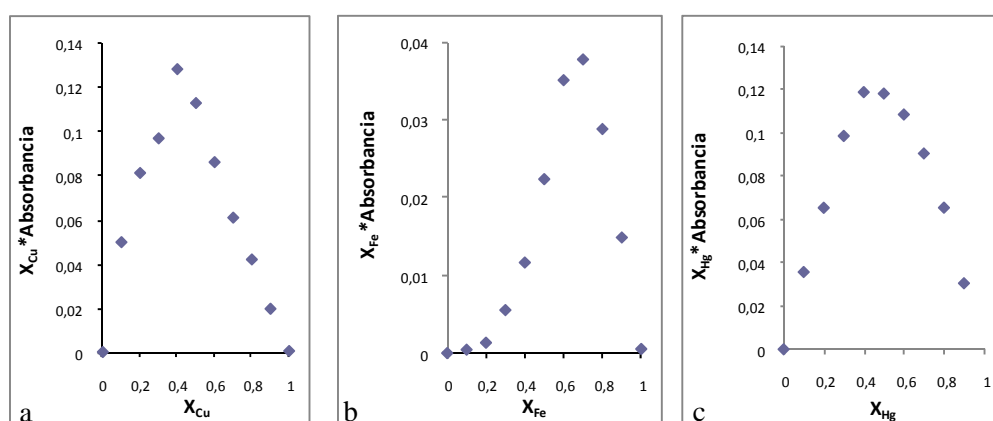 X_Cu*Absorbancia
0,14
0,12
0,1
0,08
0,06
0,04
0,02
0
0 0,2 0,4 0,6 0,8 1
X_Cu
a
X_Fe*Absorbancia
0,04
0,03
0,02
0,01
0
0 0,2 0,4 0,6 0,8 1
X_Fe
b
X_Hg*Absorbancia
0,14
0,12
0,1
0,08
0,06
0,04
0,02
0
0 0,2 0,4 0,6 0,8 1
X_Hg
c